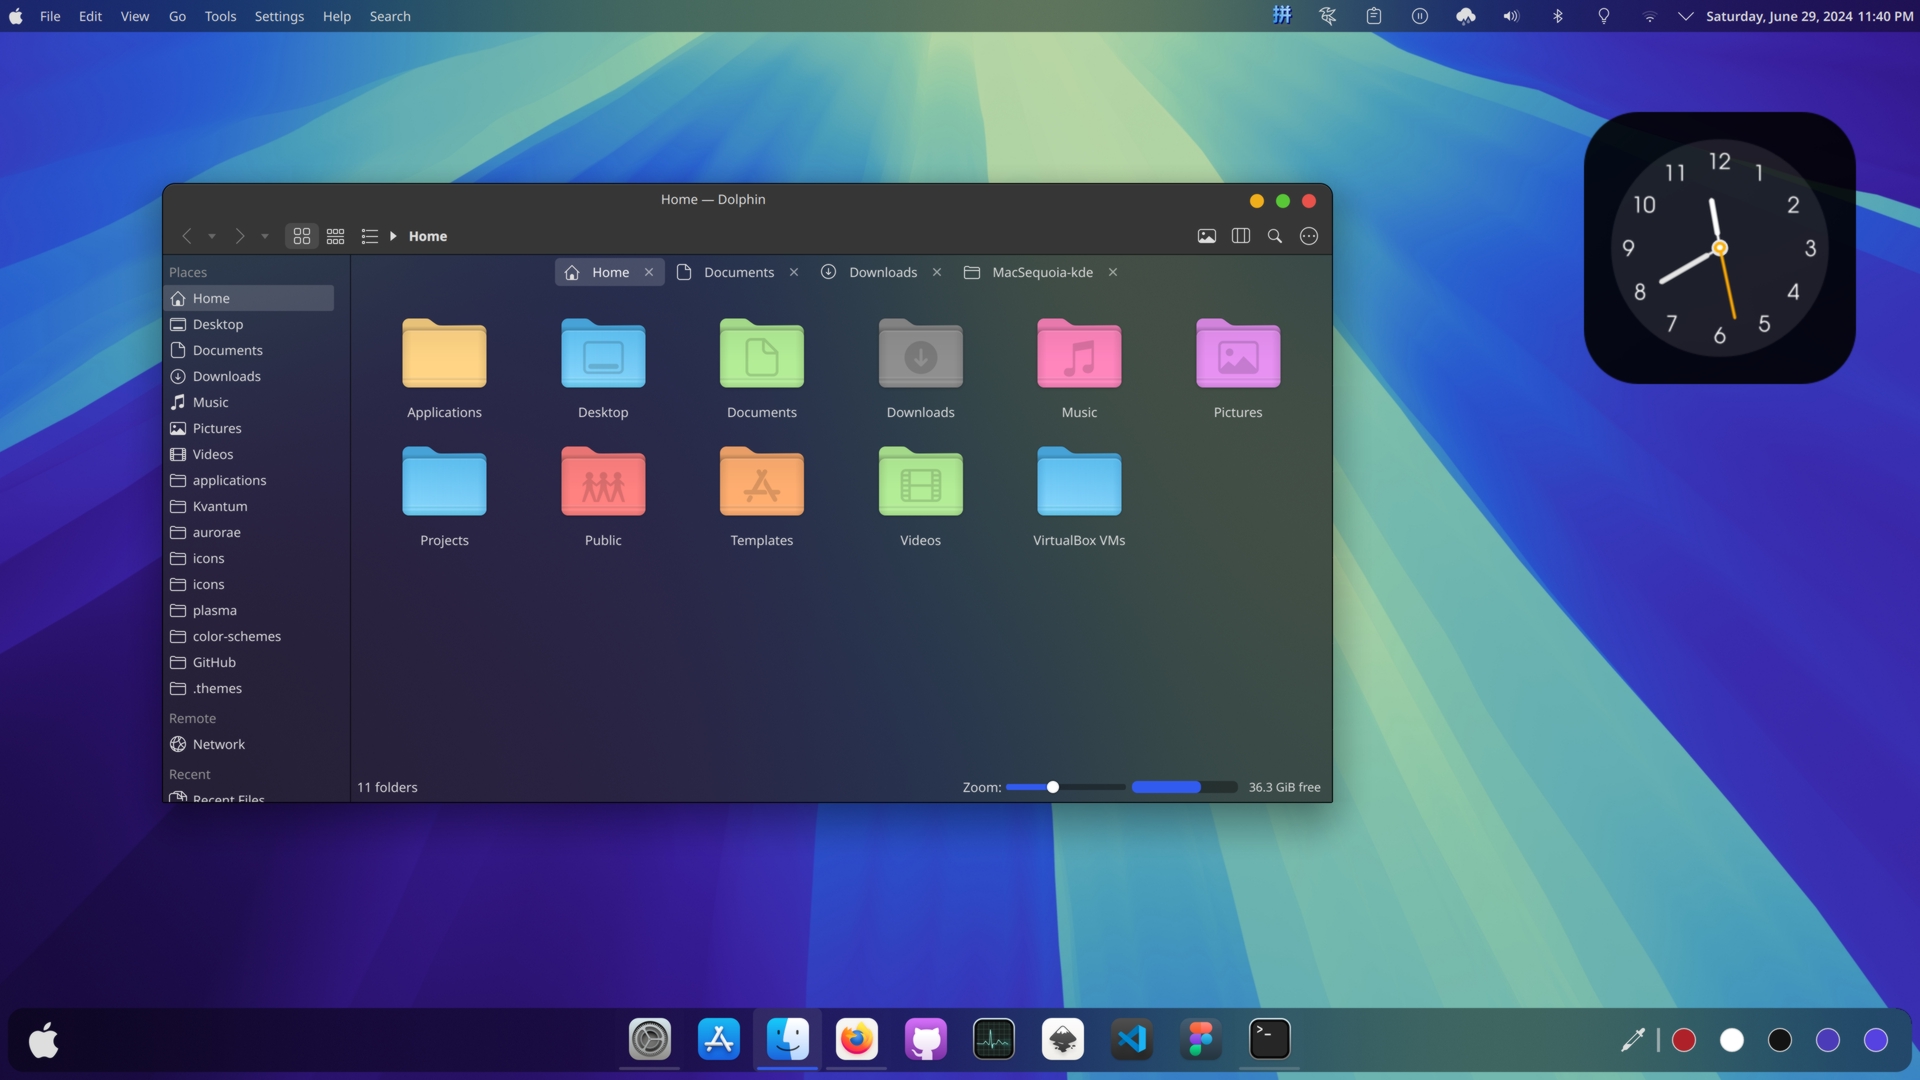 File Edit View Go Tools Settings Help Search
拼
Saturday, June 29, 2024 11:40 PM
Home — Dolphin
Home
Places
Home
Desktop
Documents
Downloads
Music
Pictures
Videos
applications
Kvantum
aurorae
icons
icons
plasma
color-schemes
GitHub
.themes
Remote
Network
Recent
Recent Files
Home Documents Downloads MacSequoia-kde
Applications Desktop Documents Downloads Music Pictures
Projects Public Templates Videos VirtualBox VMs
11 folders
Zoom:
36.3 GiB free
12
11 1
10 2
9 3
8 4
7 5
6
>_